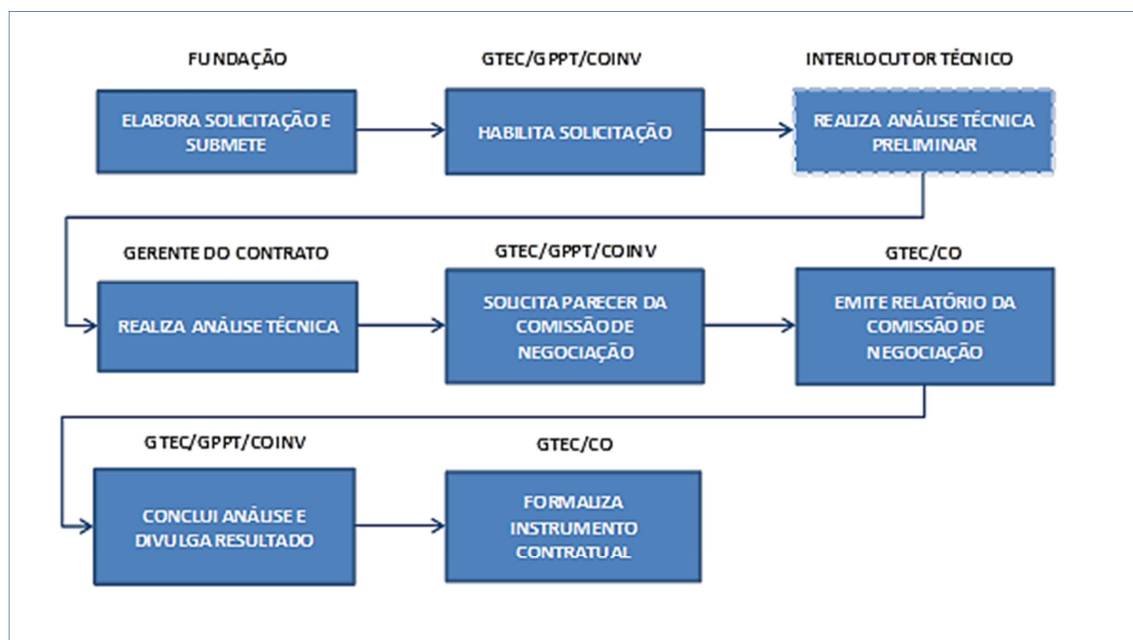 FUNDAÇÃO
ELABORA SOLICITAÇÃO E
SUBMETE
GTEC/GPPT/COINV
HABILITA SOLICITAÇÃO
INTERLOCUTOR TÉCNICO
REALIZA ANÁLISE TÉCNICA
PRELIMINAR
GERENTE DO CONTRATO
REALIZA ANÁLISE TÉCNICA
GTEC/GPPT/COINV
SOLICITA PARECER DA
COMISSÃO DE
NEGOCIAÇÃO
GTEC/CO
EMITE RELATÓRIO DA
COMISSÃO DE
NEGOCIAÇÃO
GTEC/GPPT/COINV
CONCLUI ANÁLISE E
DIVULGA RESULTADO
GTEC/CO
FORMALIZA
INSTRUMENTO
CONTRATUAL